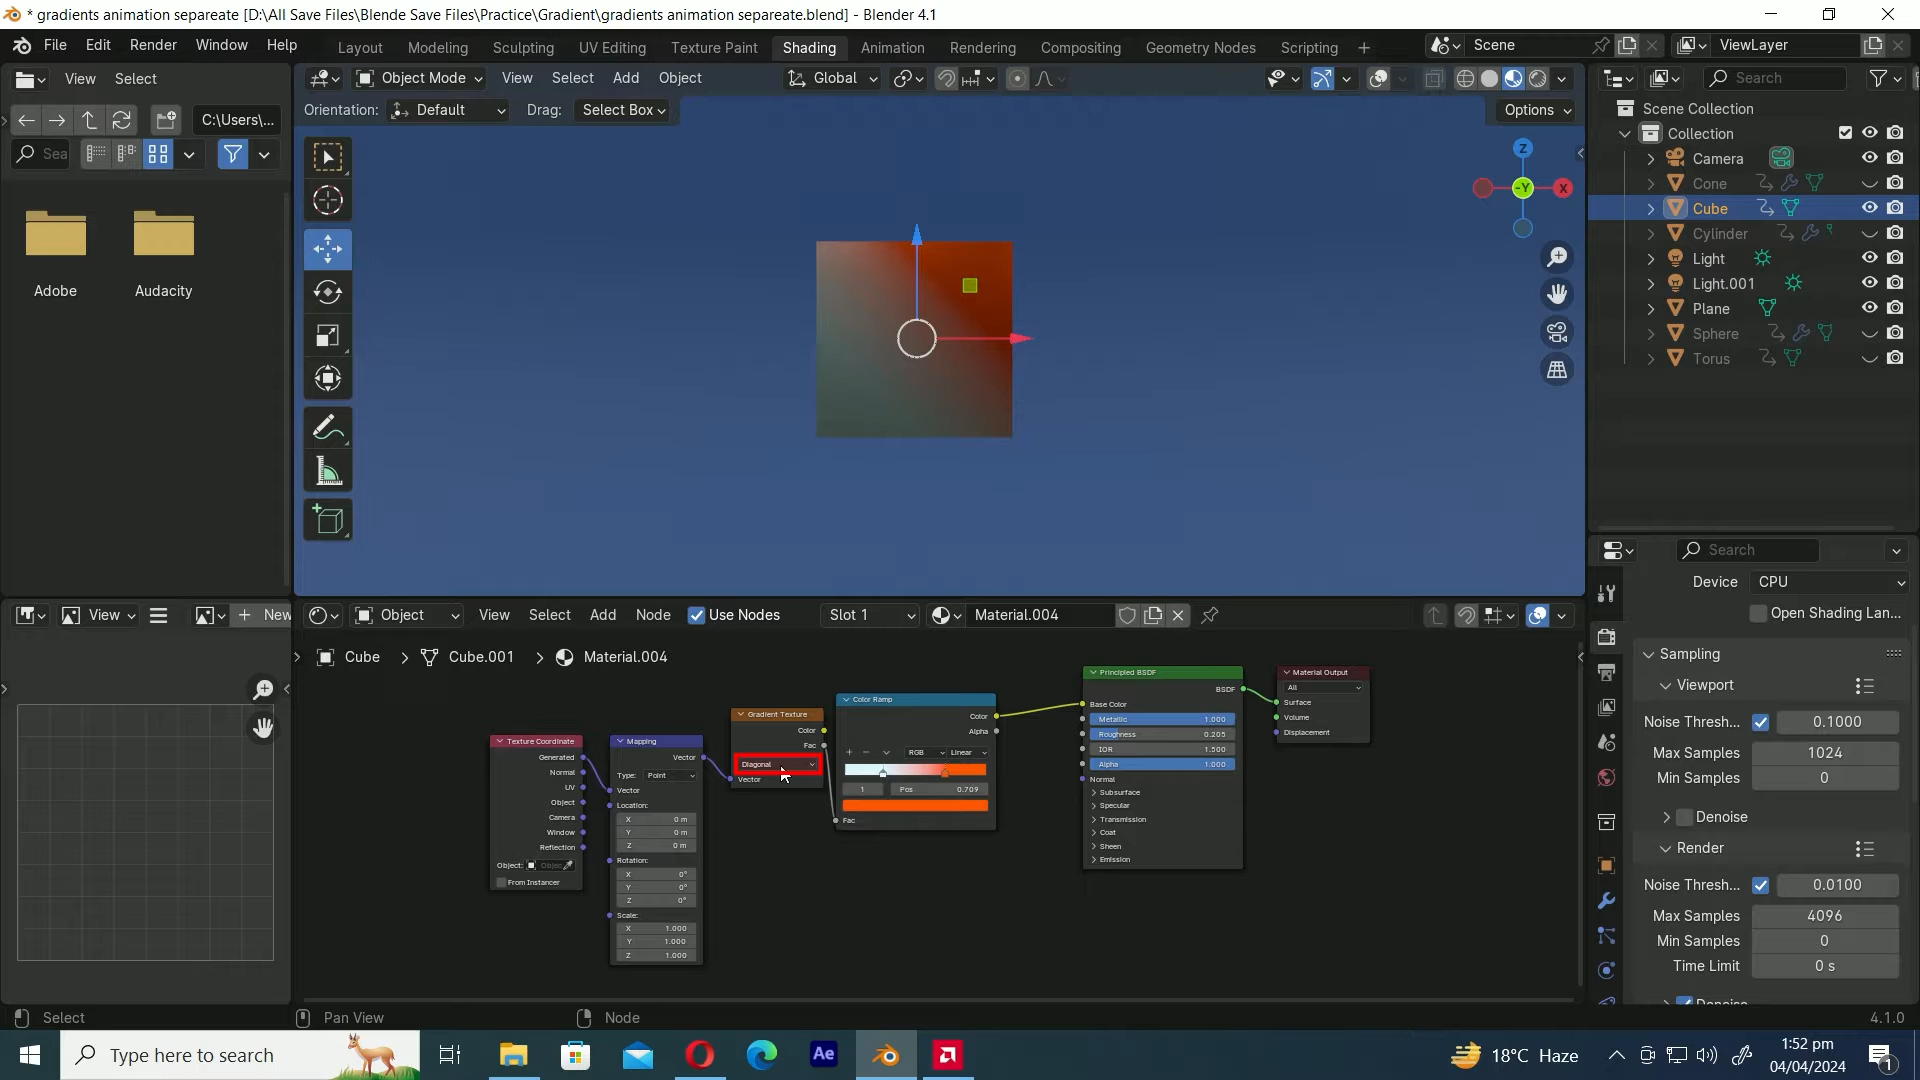 * gradients animation separeate [D:\All Save Files\Blende Save Files\Practice\Gradient\gradients animation separeate.blend] - Blender 4.1
File Edit Render Window Help
Layout Modeling Sculpting UV Editing Texture Paint Shading Animation Rendering Compositing Geometry Nodes Scripting
Scene
ViewLayer
View Select
Object Mode View Select Add Object
Global
Search
Orientation: Default Drag: Select Box
Options
C:\Users\...
Sea
Adobe
Audacity
Z
-Y
X
Scene Collection
Collection
Camera
Cone
Cube
Cylinder
Light
Light.001
Plane
Sphere
Torus
Search
Device CPU
Open Shading Lan...
Sampling
Viewport
Noise Thresh... 0.1000
Max Samples 1024
Min Samples 0
Denoise
Render
Noise Thresh... 0.0100
Max Samples 4096
Min Samples 0
Time Limit 0 s
Denoise
View
New
Object View Select Add Node Use Nodes Slot 1 Material.004
Cube Cube.001 Material.004
Texture Coordinate
Generated
Normal
UV
Object
Camera
Window
Reflection
Object: Objec
From Instancer
Mapping
Vector
Type: Point
Vector
Location:
X 0 m
Y 0 m
Z 0 m
Rotation:
X 0°
Y 0°
Z 0°
Scale:
X 1.000
Y 1.000
Z 1.000
Gradient Texture
Color
Fac
Diagonal
Vector
Color Ramp
Color
Alpha
RGB Linear
1 Pos 0.709
Fac
Principled BSDF
BSDF
Base Color
Metallic 1.000
Roughness 0.205
IOR 1.500
Alpha 1.000
Normal
Subsurface
Specular
Transmission
Coat
Sheen
Emission
Material Output
All
Surface
Volume
Displacement
Select
Pan View
Node
4.1.0
Type here to search
Ae
18°C Haze
1:52 pm
04/04/2024
1